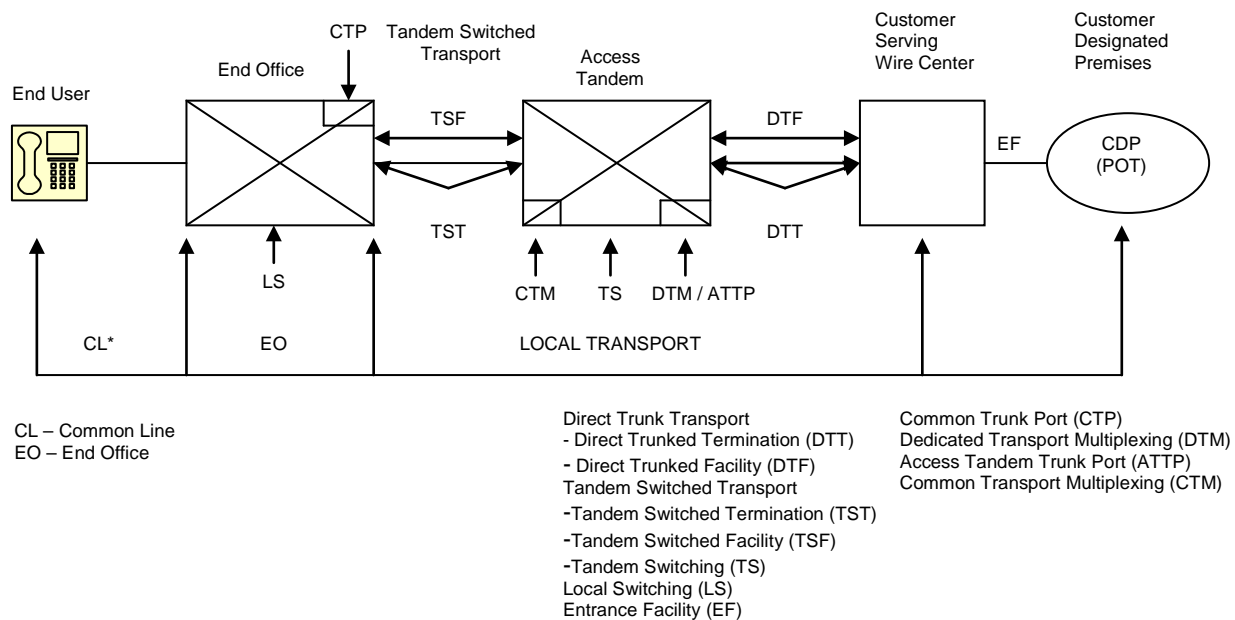 CTP
Tandem Switched
Transport
Customer
Serving
Wire Center
Customer
Designated
Premises
End Office
Access
Tandem
End User
TSF
DTF
EF
CDP
(POT)
TST
DTT
LS
CTM
TS
DTM / ATTP
CL*
EO
LOCAL TRANSPORT
CL – Common Line
EO – End Office
Direct Trunk Transport
- Direct Trunked Termination (DTT)
- Direct Trunked Facility (DTF)
Tandem Switched Transport
-Tandem Switched Termination (TST)
-Tandem Switched Facility (TSF)
-Tandem Switching (TS)
Local Switching (LS)
Entrance Facility (EF)
Common Trunk Port (CTP)
Dedicated Transport Multiplexing (DTM)
Access Tandem Trunk Port (ATTP)
Common Transport Multiplexing (CTM)